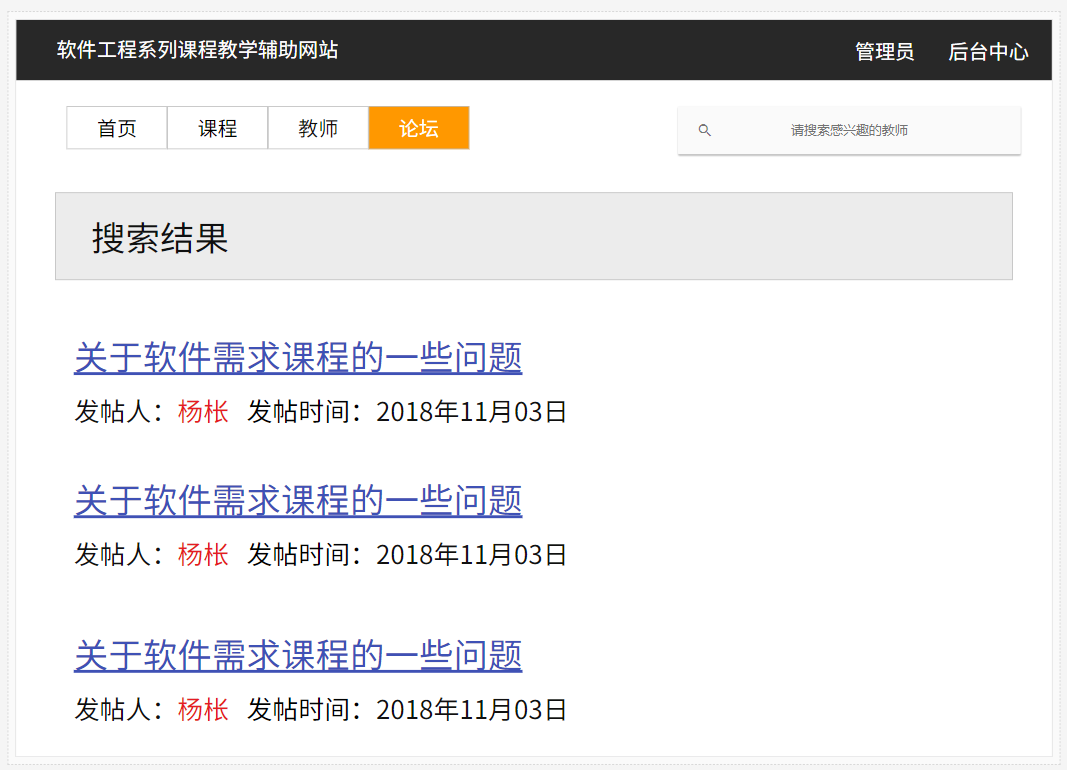 软件工程系列课程教学辅助网站 管理员 后台中心
首页 课程 教师 论坛 请搜索感兴趣的教师
搜索结果
关于软件需求课程的一些问题
发帖人：杨枨 发帖时间：2018年11月03日
关于软件需求课程的一些问题
发帖人：杨枨 发帖时间：2018年11月03日
关于软件需求课程的一些问题
发帖人：杨枨 发帖时间：2018年11月03日